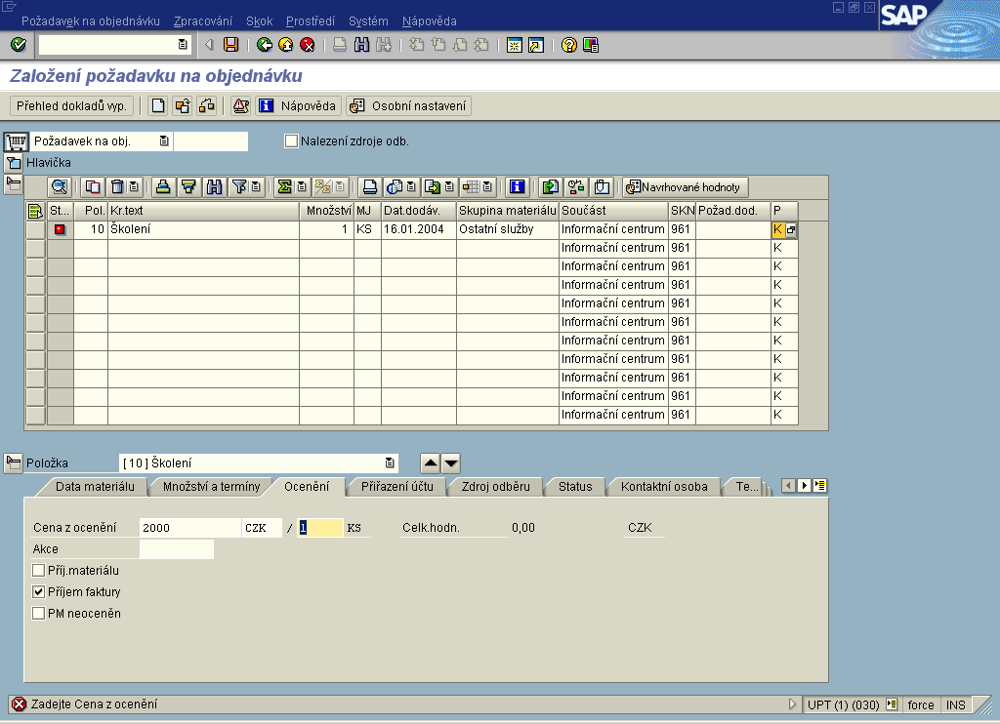 Požadavek na objednávku Zpracování Skok Prostředí Systém Nápověda
SAP
Založení požadavku na objednávku
Přehled dokladů vyp. Nápověda Osobní nastavení
Požadavek na obj. Nalezení zdroje odb.
Hlavička
Navrhované hodnoty
St... Pol. Kr.text Množství MJ Dat.dodáv. Skupina materiálu Součást SKN Požad.dod. P
10 Školení 1 KS 16.01.2004 Ostatní služby Informační centrum 961 K
Informační centrum 961 K
Informační centrum 961 K
Informační centrum 961 K
Informační centrum 961 K
Informační centrum 961 K
Informační centrum 961 K
Informační centrum 961 K
Informační centrum 961 K
Informační centrum 961 K
Informační centrum 961 K
Položka [ 10 ] Školení
Data materiálu Množství a termíny Ocenění Přiřazení účtu Zdroj odběru Status Kontaktní osoba Te...
Cena z ocenění 2000 CZK / 1 KS Celk.hodn. 0,00 CZK
Akce
Příj.materiálu
Příjem faktury
PM neoceněn
Zadejte Cena z ocenění UPT (1) (030) force INS